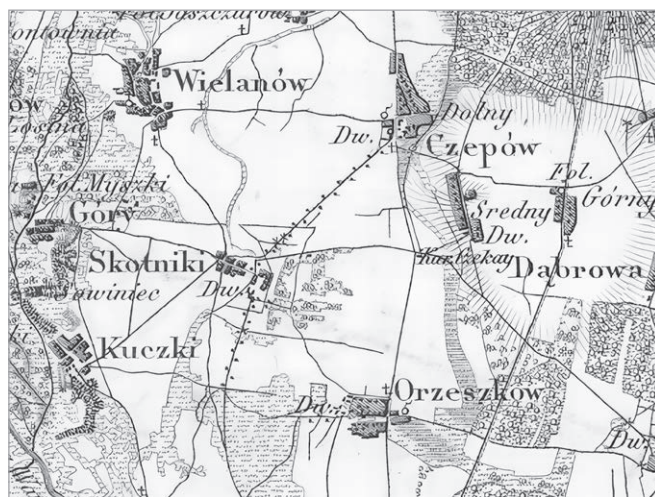 Wielanów
Dolny
Dw.
Czepów
Fol. Myszki
Fol.
Góry
Średny
Górny
Dw.
Skotniki
Dąbrowa
Dw.
Kuczki
Orzeszków
Dw.
Dw.